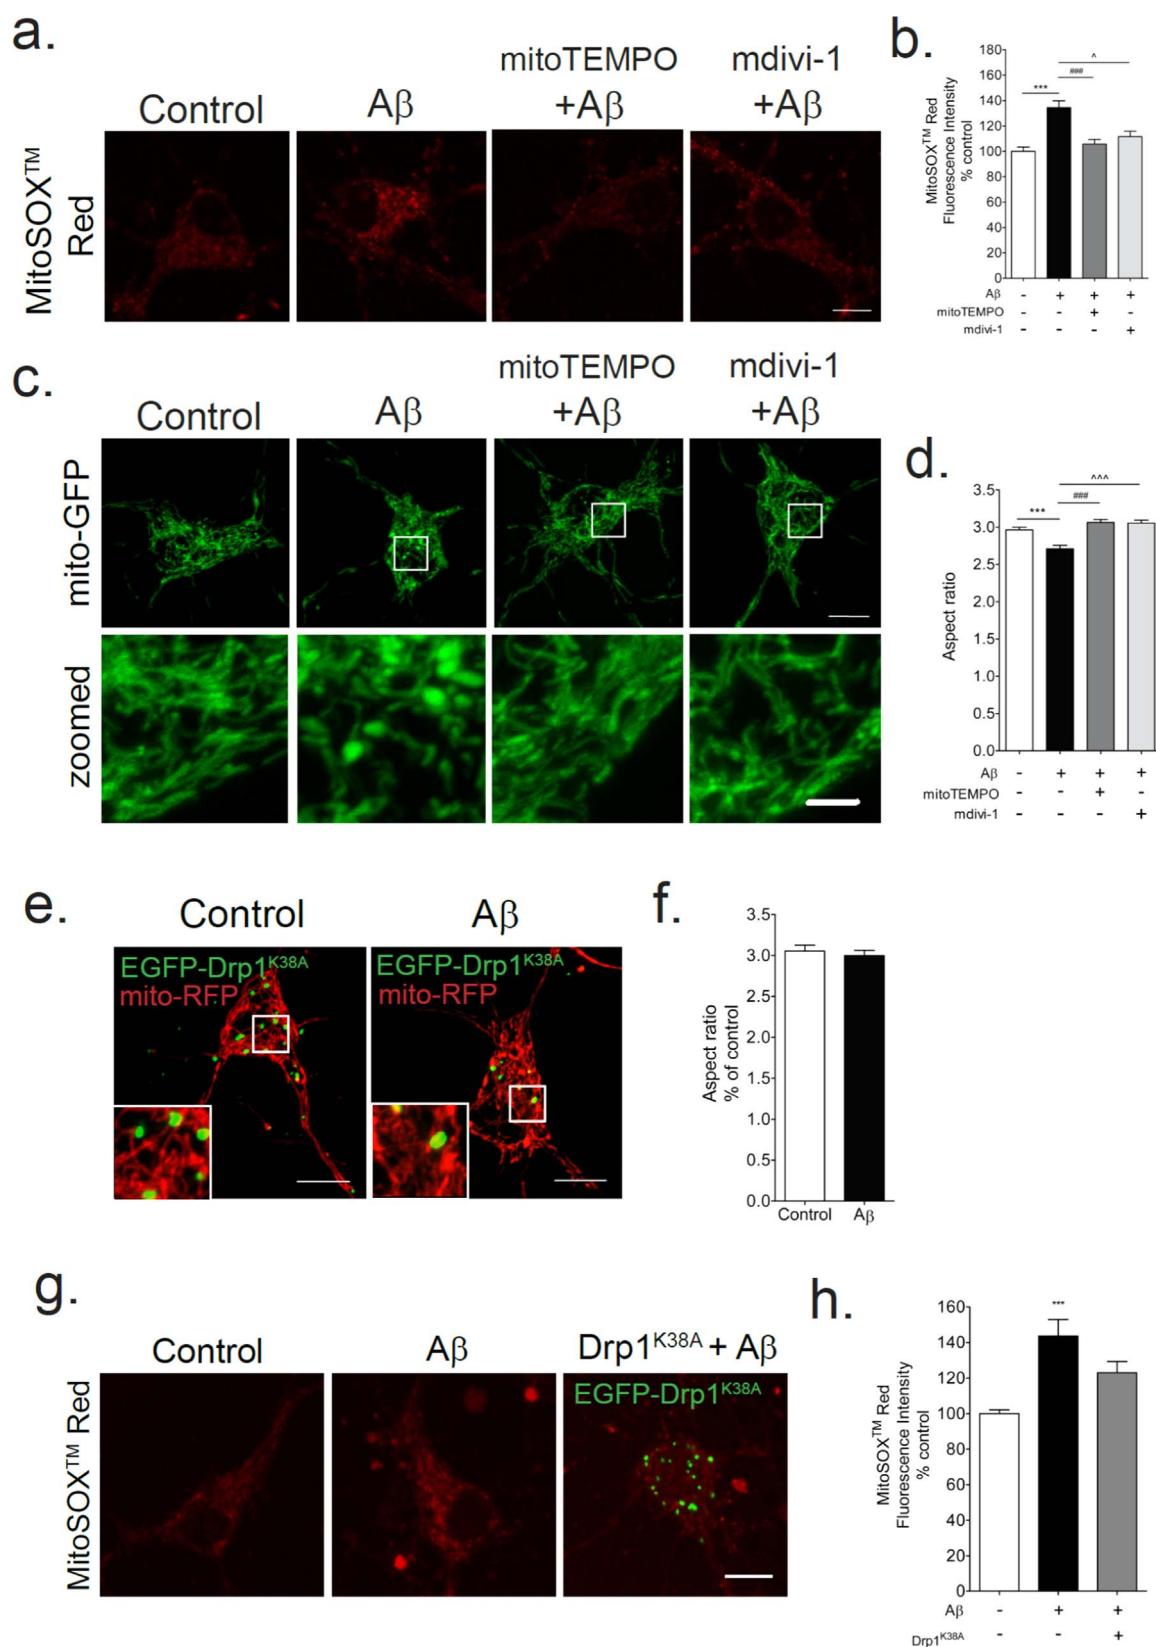 a.
Control
Aβ
mitoTEMPO
+Aβ
mdivi-1
+Aβ
MitoSOX™
Red
b.
MitoSOX™ Red
Fluorescence Intensity
% control
180
160
140
120
100
80
60
40
20
0
***
###
^
Aβ - + + +
mitoTEMPO - - + -
mdivi-1 - - - +
c.
Control
Aβ
mitoTEMPO
+Aβ
mdivi-1
+Aβ
mito-GFP
zoomed
d.
Aspect ratio
3.5
3.0
2.5
2.0
1.5
1.0
0.5
0.0
***
###
^^^
Aβ - + + +
mitoTEMPO - - + -
mdivi-1 - - - +
e.
Control
Aβ
EGFP-Drp1K38A
mito-RFP
EGFP-Drp1K38A
mito-RFP
f.
Aspect ratio
% of control
3.5
3.0
2.5
2.0
1.5
1.0
0.5
0.0
Control Aβ
g.
Control
Aβ
Drp1K38A + Aβ
MitoSOX™ Red
EGFP-Drp1K38A
h.
MitoSOX™ Red
Fluorescence Intensity
% control
160
140
120
100
80
60
40
20
0
***
Aβ - + +
Drp1K38A - - +